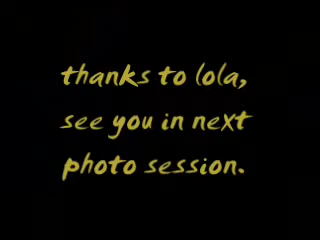 thanks to lola,
see you in next
photo session.